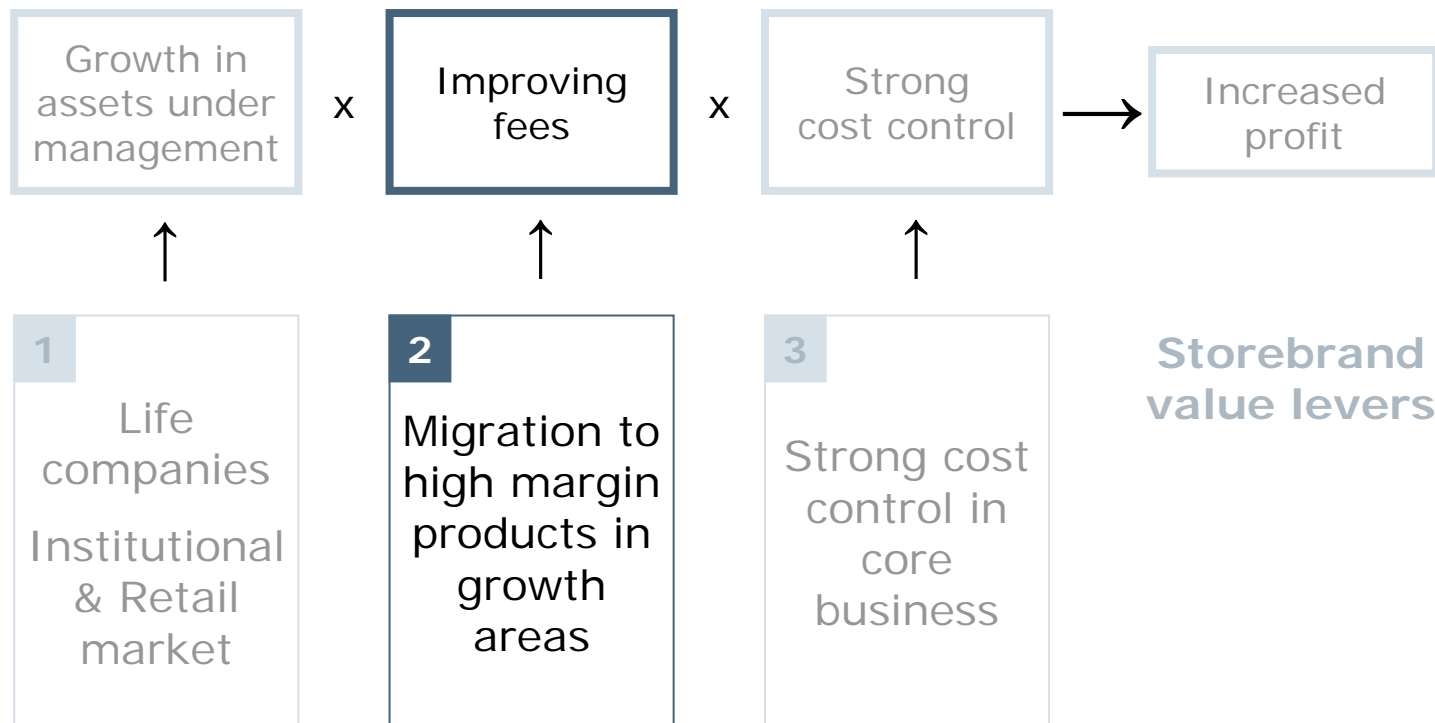 Growth in
assets under
management
x
Improving
fees
x
Strong
cost control
Increased
profit
1
Life
companies
Institutional
& Retail
market
2
Migration to
high margin
products in
growth
areas
3
Strong cost
control in
core
business
Storebrand
value levers